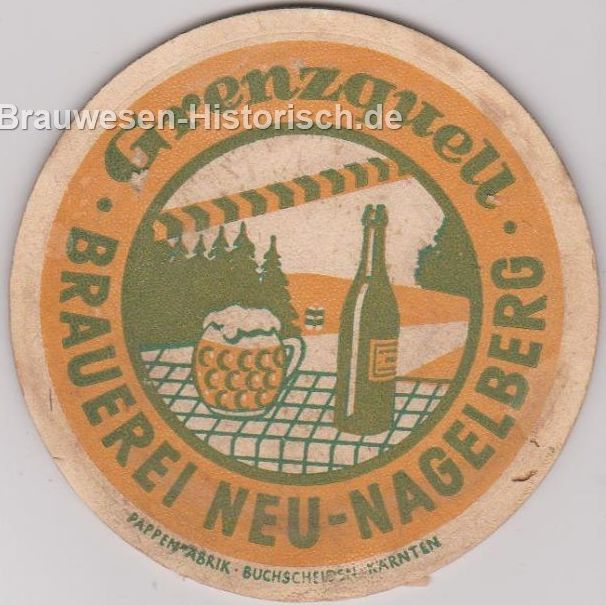 Grenzquell
Brauwesen-Historisch.de
· BRAUEREI NEU-NAGELBERG ·
PAPPENFABRIK · BUCHSCHEIDEN · KÄRNTEN